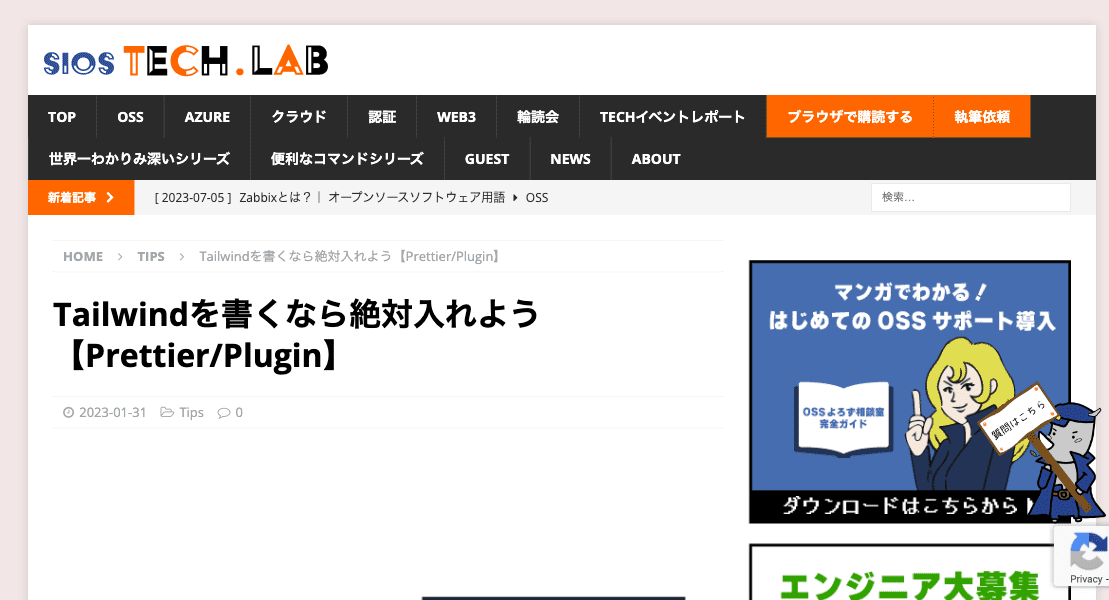 SIOS TECH.LAB
TOP OSS AZURE クラウド 認証 WEB3 輪読会 TECHイベントレポート ブラウザで購読する 執筆依頼
世界一わかりみ深いシリーズ 便利なコマンドシリーズ GUEST NEWS ABOUT
新着記事 [ 2023-07-05 ] Zabbixとは?| オープンソースソフトウェア用語 OSS 検索…
HOME TIPS Tailwindを書くなら絶対入れよう【Prettier/Plugin】
Tailwindを書くなら絶対入れよう
【Prettier/Plugin】
2023-01-31 Tips 0
マンガでわかる!
はじめての OSS サポート導入
OSSよろず相談室
完全ガイド
質問はこちら
ダウンロードはこちらから
エンジニア大募集
Privacy -